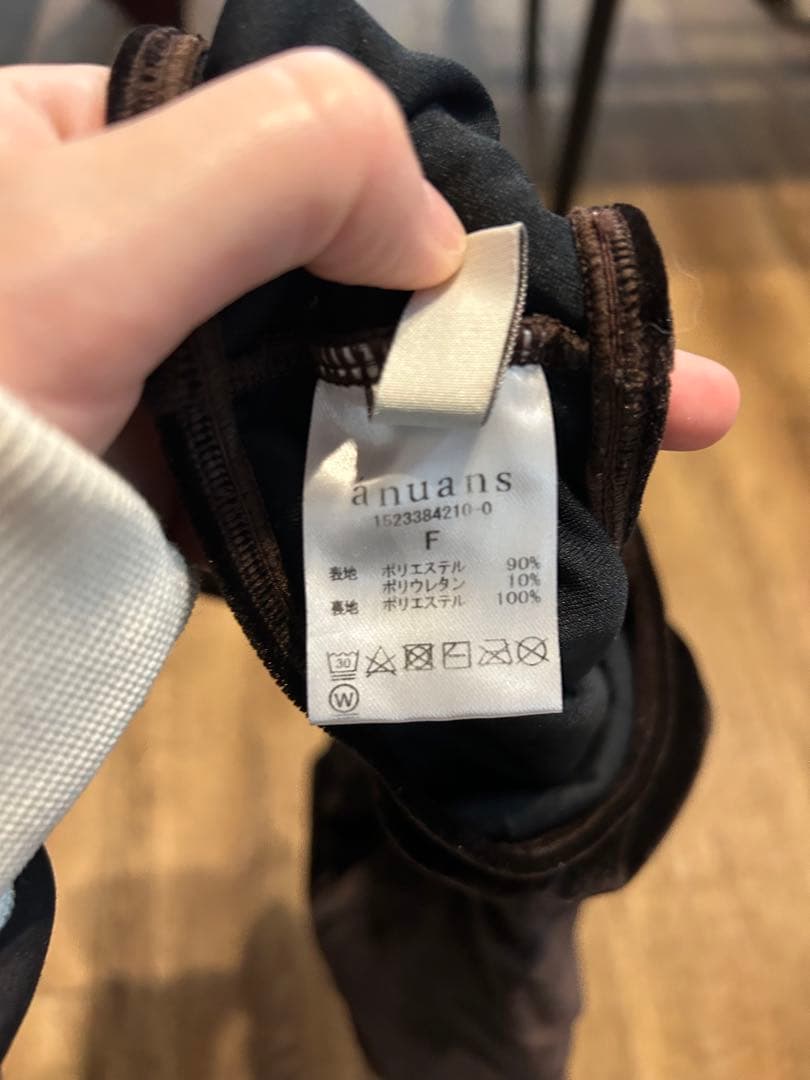 anuans
1523384210-0
F
表地 ポリエステル 90%
ポリウレタン 10%
裏地 ポリエステル 100%
30
W